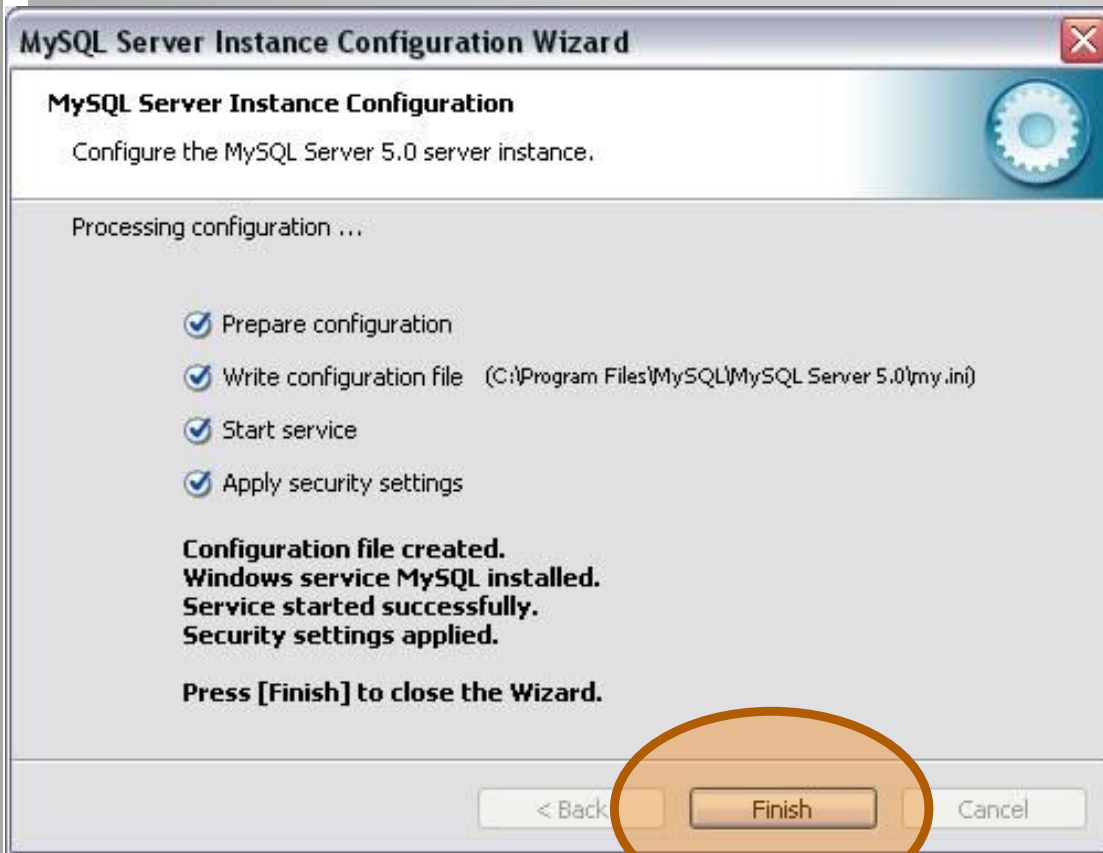 MySQL Server Instance Configuration Wizard
MySQL Server Instance Configuration
Configure the MySQL Server 5.0 server instance.
Processing configuration ...
Prepare configuration
Write configuration file (C:\Program Files\MySQL\MySQL Server 5.0\my.ini)
Start service
Apply security settings
Configuration file created.
Windows service MySQL installed.
Service started successfully.
Security settings applied.
Press [Finish] to close the Wizard.
< Back Finish Cancel